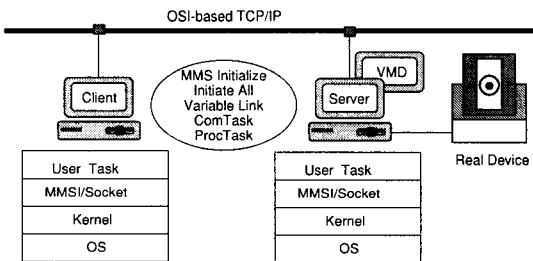 OSI-based TCP/IP
Client
MMS Initialize
Initiate All
Variable Link
ComTask
ProcTask
VMD
Server
Real Device
User Task
MMSI/Socket
Kernel
OS
User Task
MMSI/Socket
Kernel
OS